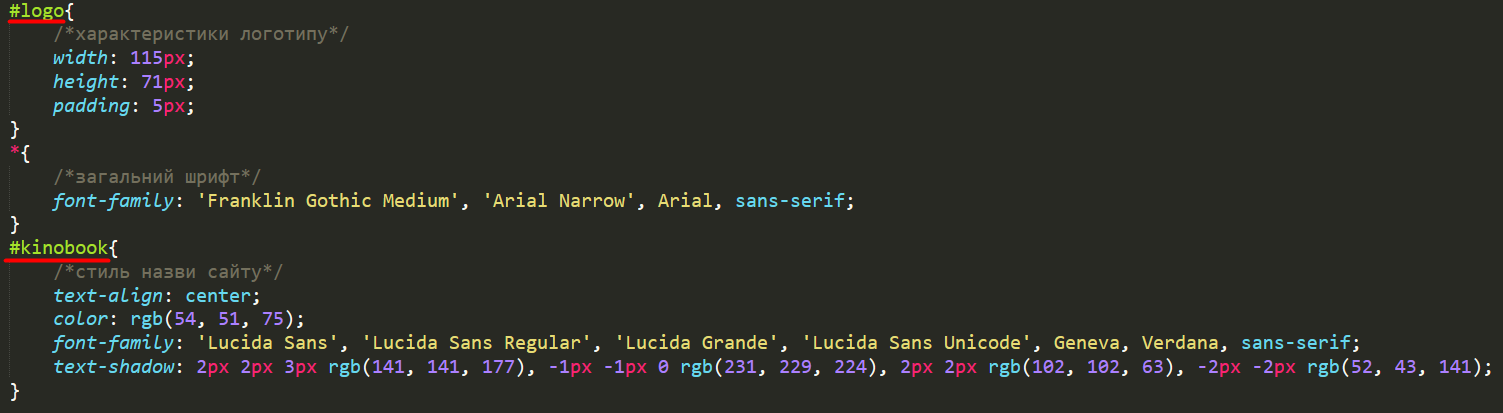 #logo{
/*характеристики логотипу*/
width: 115px;
height: 71px;
padding: 5px;
}
*{
/*загальний шрифт*/
font-family: 'Franklin Gothic Medium', 'Arial Narrow', Arial, sans-serif;
}
#kinobook{
/*стиль назви сайту*/
text-align: center;
color: rgb(54, 51, 75);
font-family: 'Lucida Sans', 'Lucida Sans Regular', 'Lucida Grande', 'Lucida Sans Unicode', Geneva, Verdana, sans-serif;
text-shadow: 2px 2px 3px rgb(141, 141, 177), -1px -1px 0 rgb(231, 229, 224), 2px 2px rgb(102, 102, 63), -2px -2px rgb(52, 43, 141);
}